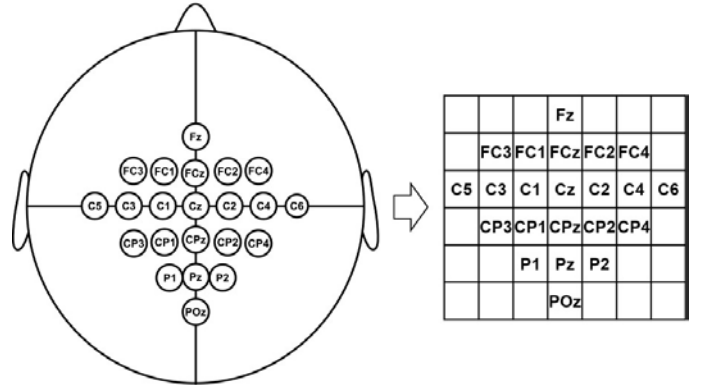 Fz
FC3 FC1 FCz FC2 FC4
C5 C3 C1 Cz C2 C4 C6
CP3 CP1 CPz CP2 CP4
P1 Pz P2
POz
Fz
FC3 FC1 FCz FC2 FC4
C5 C3 C1 Cz C2 C4 C6
CP3 CP1 CPz CP2 CP4
P1 Pz P2
POz